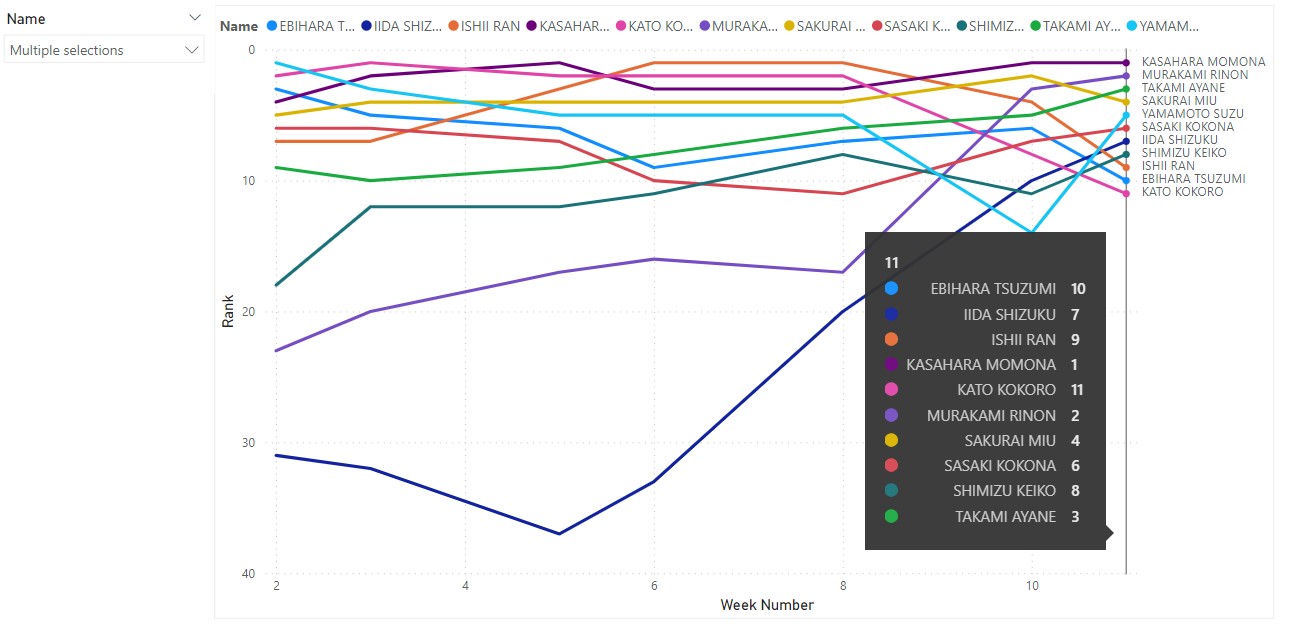 Name
Multiple selections
Name EBIHARA T... IIDA SHIZ... ISHII RAN KASAHAR... KATO KO... MURAKA... SAKURAI ... SASAKI K... SHIMIZ... TAKAMI AY... YAMAM...
0
10
20
30
40
Rank
2 4 6 8 10
Week Number
KASAHARA MOMONA
MURAKAMI RINON
TAKAMI AYANE
SAKURAI MIU
YAMAMOTO SUZU
SASAKI KOKONA
IIDA SHIZUKU
SHIMIZU KEIKO
ISHII RAN
EBIHARA TSUZUMI
KATO KOKORO
11
EBIHARA TSUZUMI 10
IIDA SHIZUKU 7
ISHII RAN 9
KASAHARA MOMONA 1
KATO KOKORO 11
MURAKAMI RINON 2
SAKURAI MIU 4
SASAKI KOKONA 6
SHIMIZU KEIKO 8
TAKAMI AYANE 3